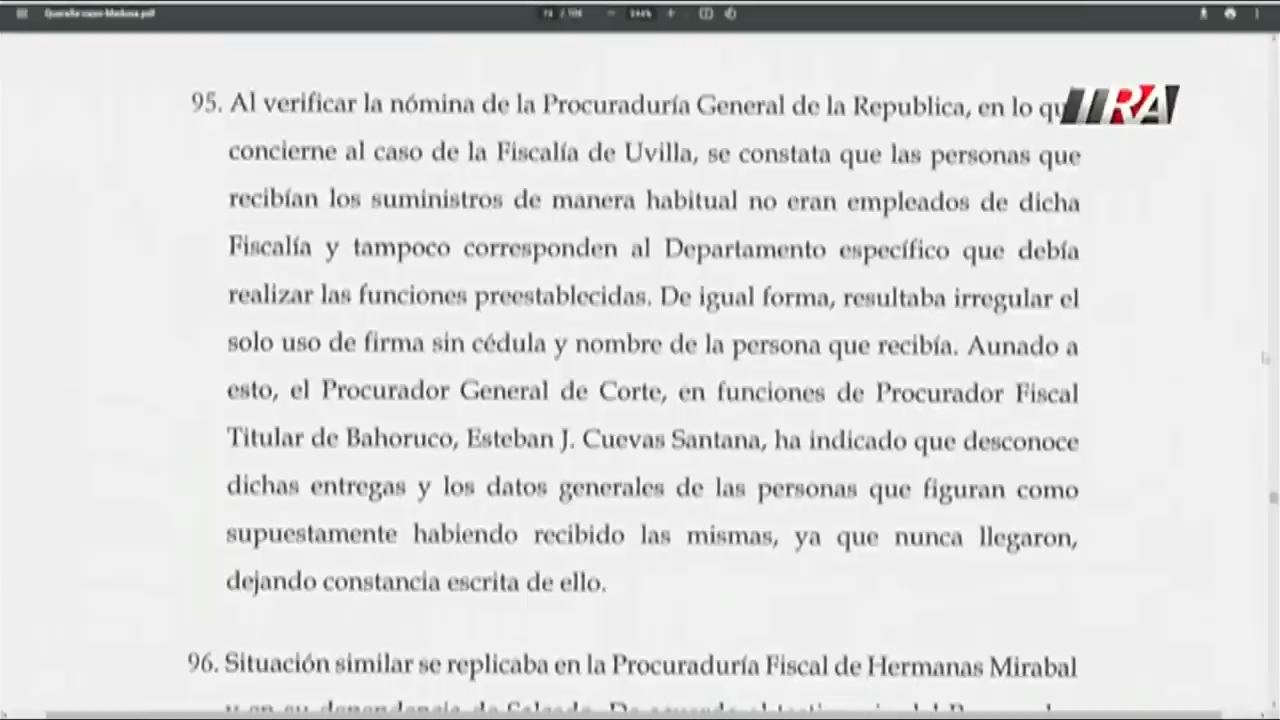 Querella caso Medusa.pdf
95. Al verificar la nómina de la Procuraduría General de la Republica, en lo qu
concierne al caso de la Fiscalía de Uvilla, se constata que las personas que
recibían los suministros de manera habitual no eran empleados de dicha
Fiscalía y tampoco corresponden al Departamento específico que debía
realizar las funciones preestablecidas. De igual forma, resultaba irregular el
solo uso de firma sin cédula y nombre de la persona que recibía. Aunado a
esto, el Procurador General de Corte, en funciones de Procurador Fiscal
Titular de Bahoruco, Esteban J. Cuevas Santana, ha indicado que desconoce
dichas entregas y los datos generales de las personas que figuran como
supuestamente habiendo recibido las mismas, ya que nunca llegaron,
dejando constancia escrita de ello.
96. Situación similar se replicaba en la Procuraduría Fiscal de Hermanas Mirabal